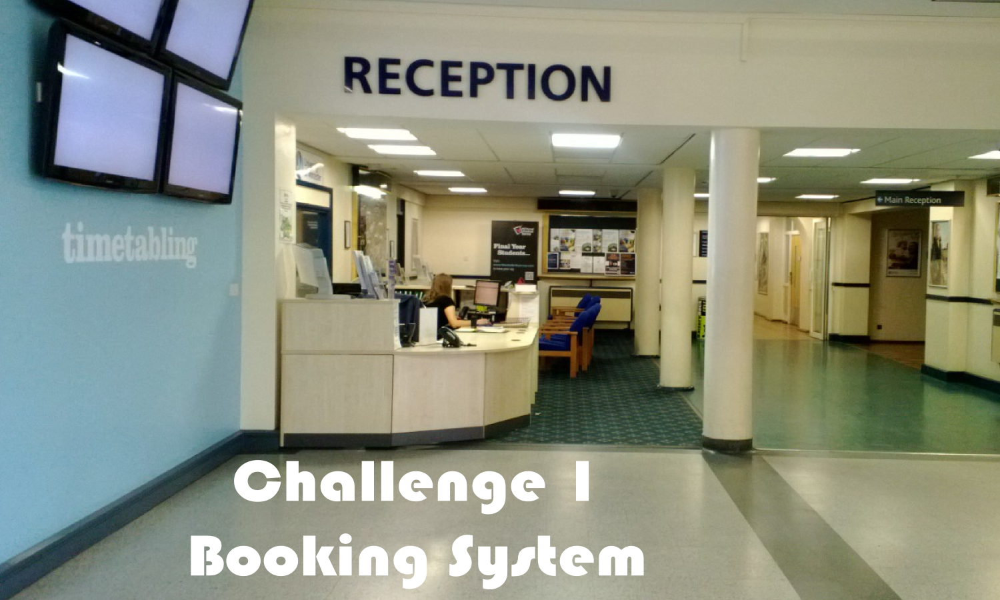 RECEPTION
Main Reception
timetabling
Final Year
Students...
Challenge 1
Booking System